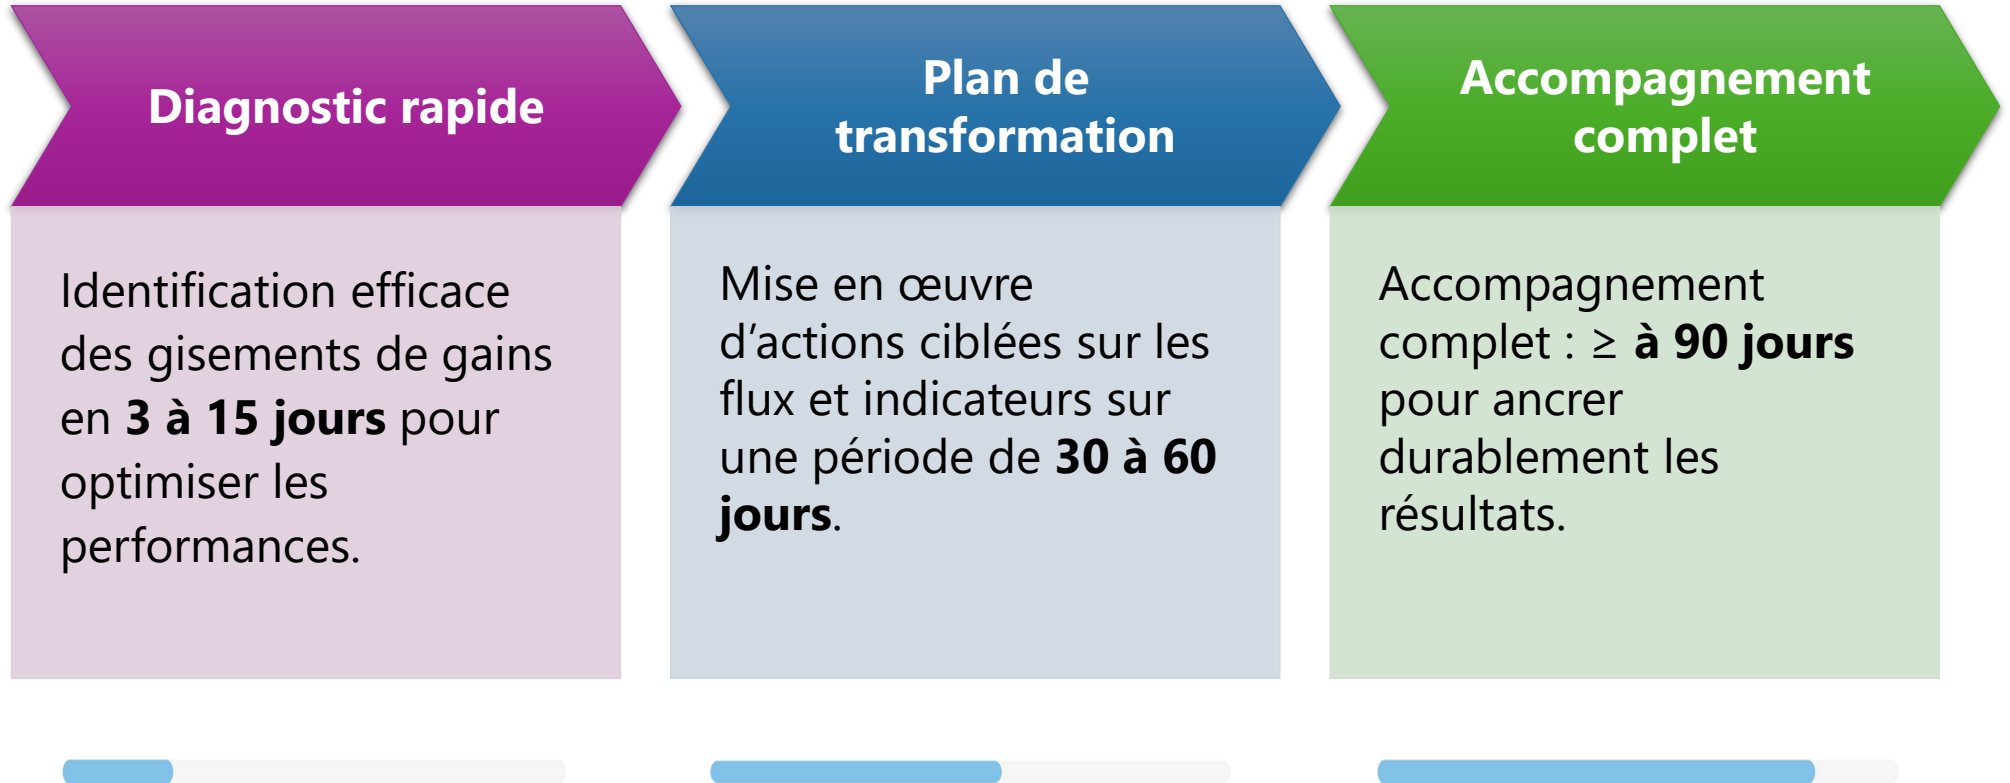 Diagnostic rapide
Identification efficace
des gisements de gains
en 3 à 15 jours pour
optimiser les
performances.
Plan de
transformation
Mise en œuvre
d’actions ciblées sur les
flux et indicateurs sur
une période de 30 à 60
jours.
Accompagnement
complet
Accompagnement
complet : ≥ à 90 jours
pour ancrer
durablement les
résultats.